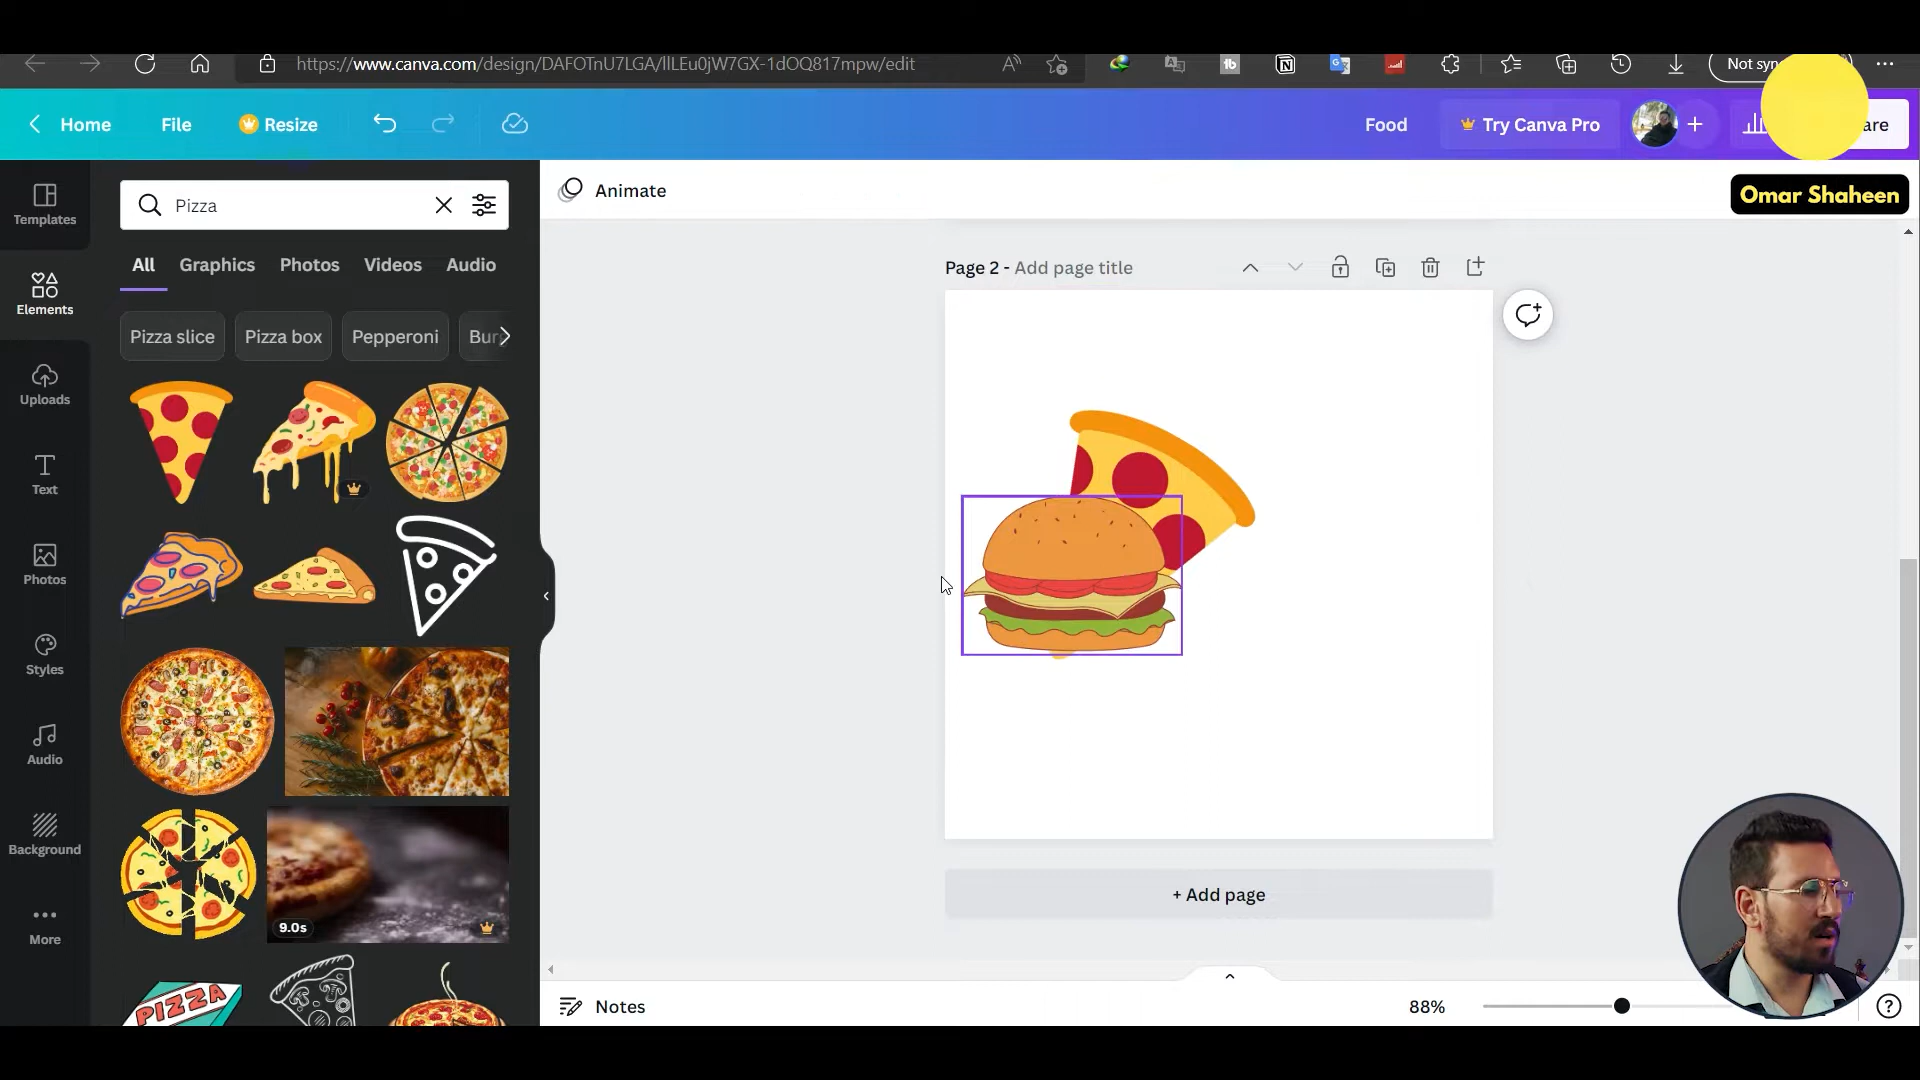 https://www.canva.com/design/DAFOTnU7LGA/llLEu0jW7GX-1dOQ817mpw/edit
Not syn
Home
File
Resize
Food
Try Canva Pro
are
Templates
Pizza
Animate
Omar Shaheen
All
Graphics
Photos
Videos
Audio
Page 2 - Add page title
Elements
Pizza slice
Pizza box
Pepperoni
Bur
Uploads
Text
Photos
Styles
Audio
Background
9.0s
+ Add page
More
PIZZA
Notes
88%